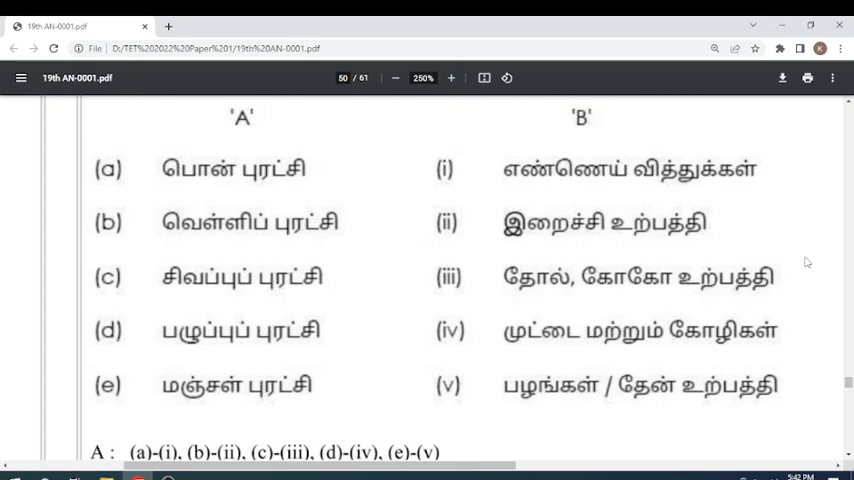 19th AN-0001.pdf
File D:/TET%202022%20Paper%201/19th%20AN-0001.pdf
K
19th AN-0001.pdf 50 / 61 250%
'A' 'B'
(a) பொன் புரட்சி (i) எண்ணெய் வித்துக்கள்
(b) வெள்ளிப் புரட்சி (ii) இறைச்சி உற்பத்தி
(c) சிவப்புப் புரட்சி (iii) தோல், கோகோ உற்பத்தி
(d) பழுப்புப் புரட்சி (iv) முட்டை மற்றும் கோழிகள்
(e) மஞ்சள் புரட்சி (v) பழங்கள் / தேன் உற்பத்தி
A : (a)-(i), (b)-(ii), (c)-(iii), (d)-(iv), (e)-(v)
5:42 PM